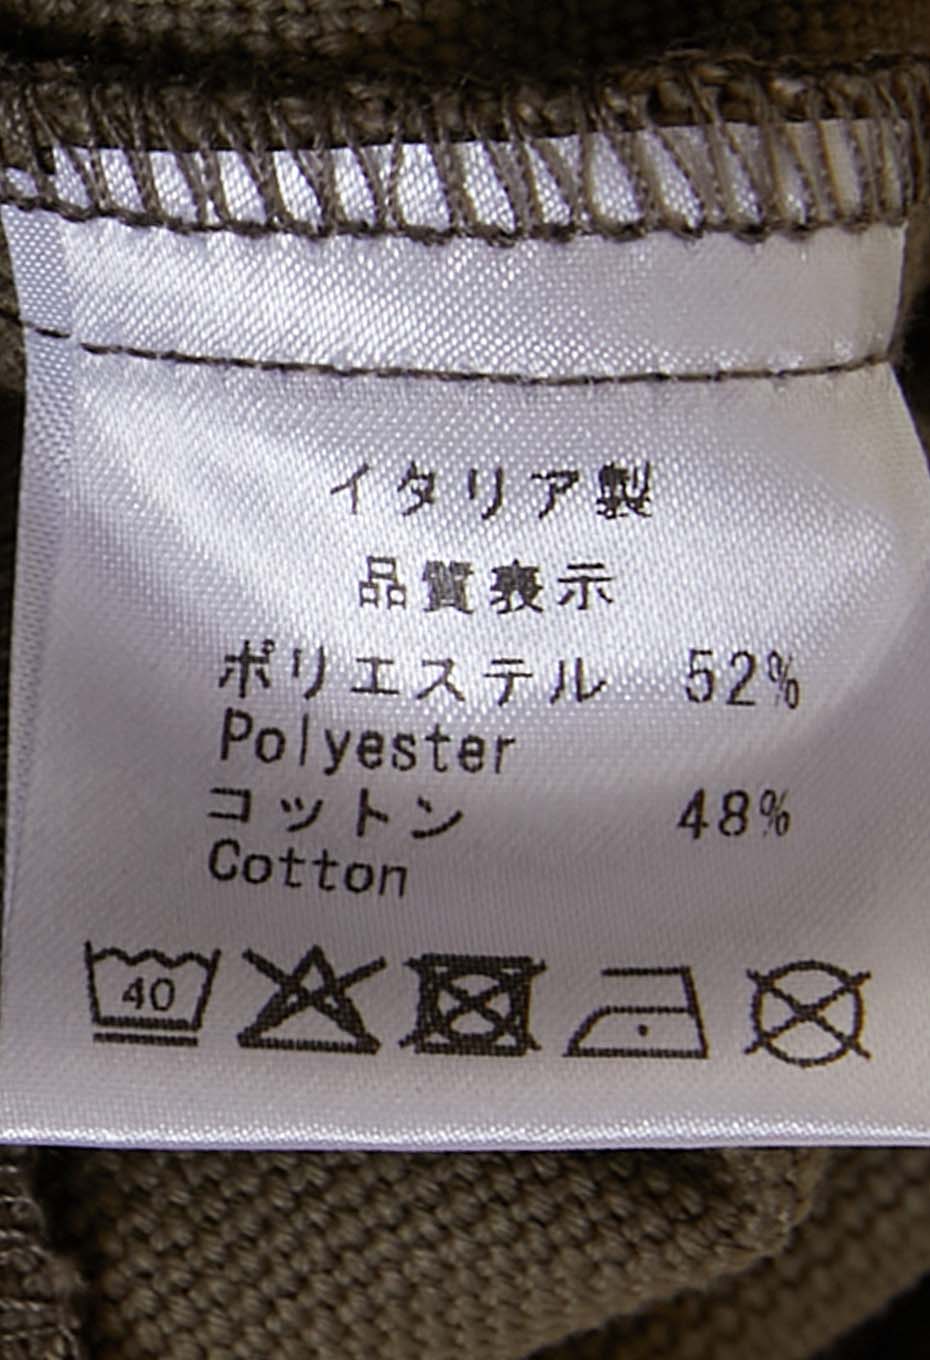 イタリア製
品質表示
ポリエステル 52%
Polyester
コットン 48%
Cotton
40